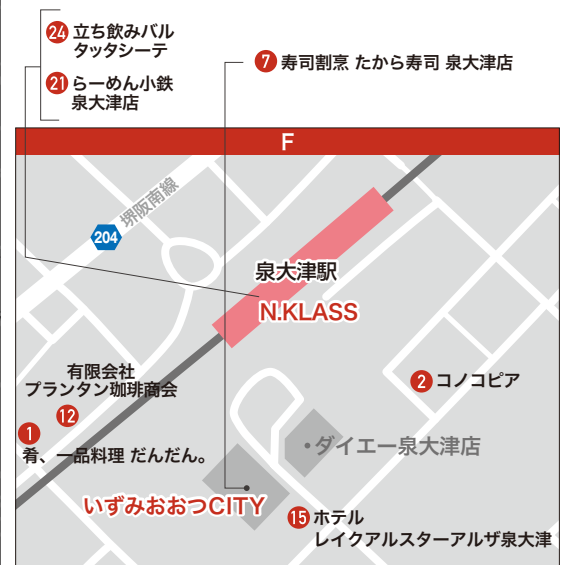 24 立ち飲みバル
タッタシーテ
21 らーめん小鉄
泉大津店
7 寿司割烹 たから寿司 泉大津店
F
堺阪南線
204
泉大津駅
N.KLASS
有限会社
プランタン珈琲商会
12
1
肴、一品料理 だんだん。
2 コノコピア
ダイエー泉大津店
いずみおおつCITY
15 ホテル
レイクアルスターアルザ泉大津